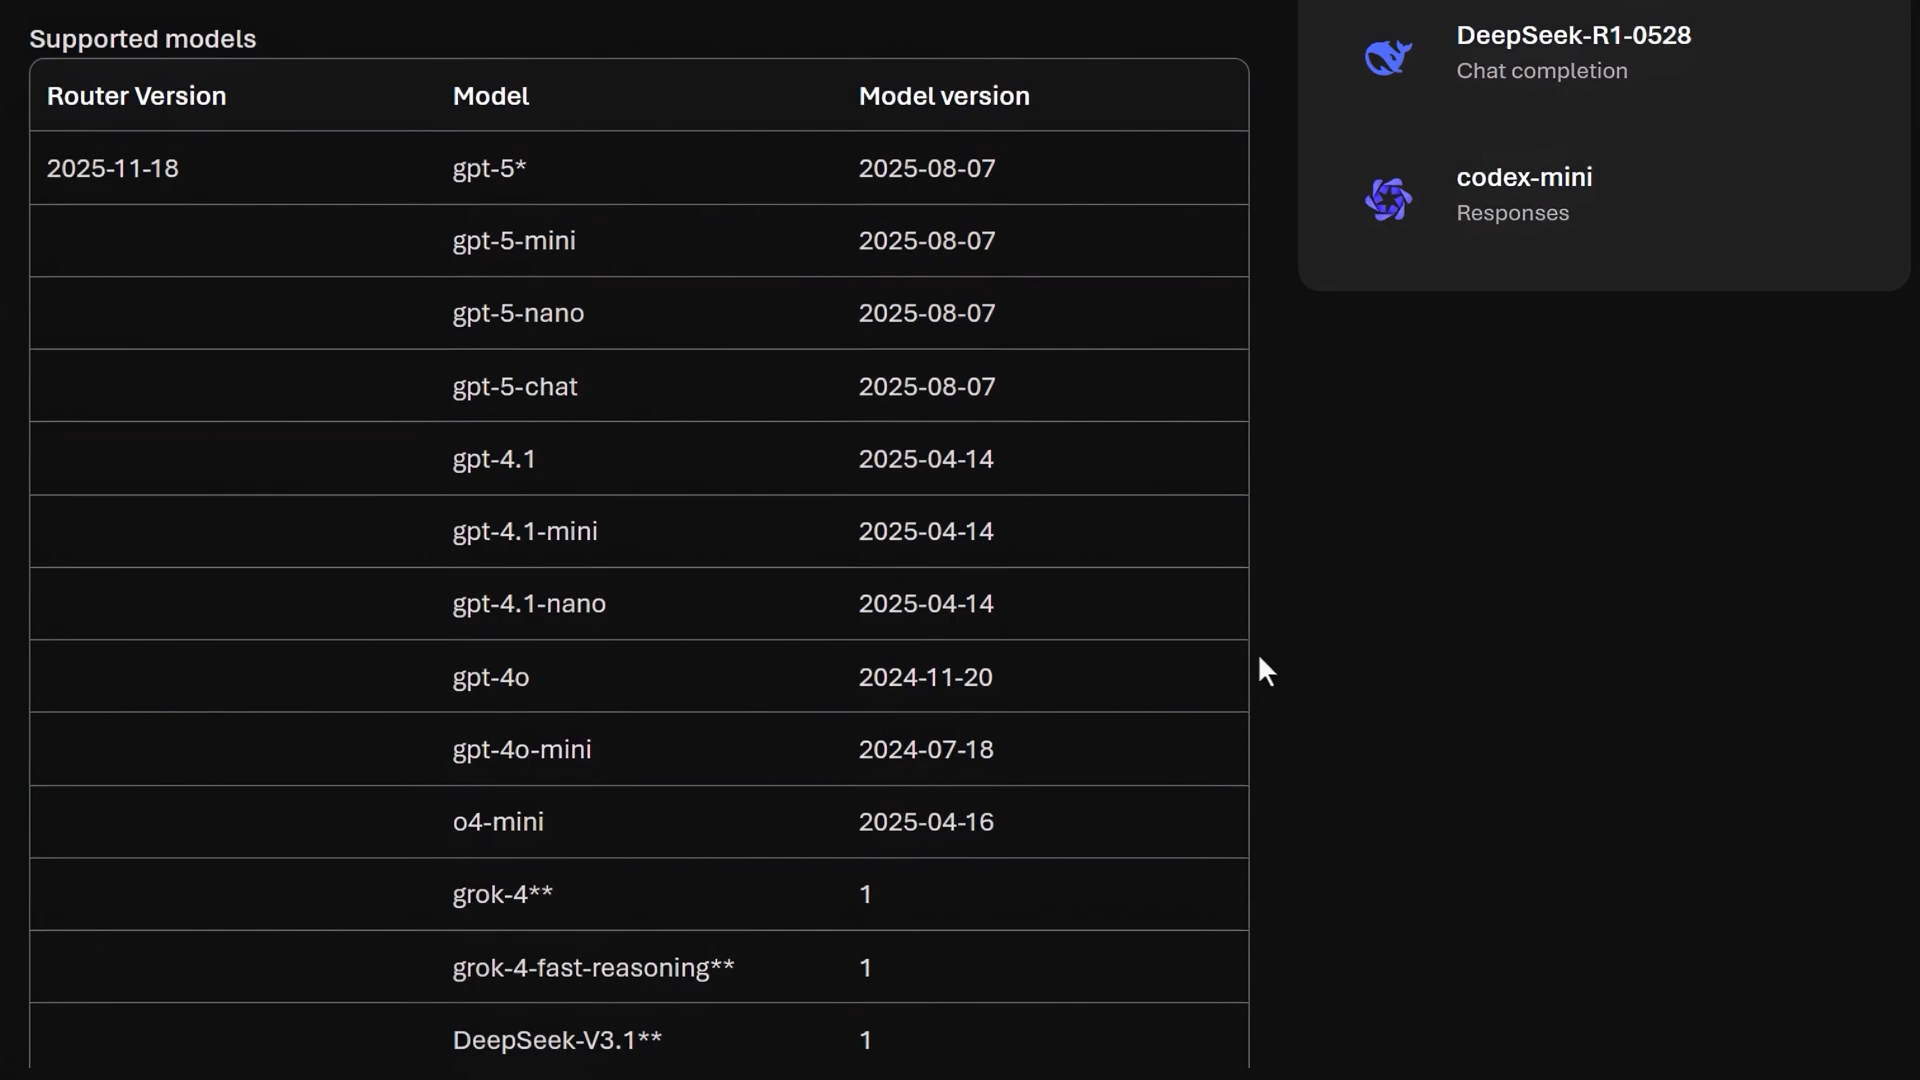 Supported models
Router Version Model Model version
2025-11-18 gpt-5* 2025-08-07
gpt-5-mini 2025-08-07
gpt-5-nano 2025-08-07
gpt-5-chat 2025-08-07
gpt-4.1 2025-04-14
gpt-4.1-mini 2025-04-14
gpt-4.1-nano 2025-04-14
gpt-4o 2024-11-20
gpt-4o-mini 2024-07-18
o4-mini 2025-04-16
grok-4** 1
grok-4-fast-reasoning** 1
DeepSeek-V3.1** 1
DeepSeek-R1-0528
Chat completion
codex-mini
Responses